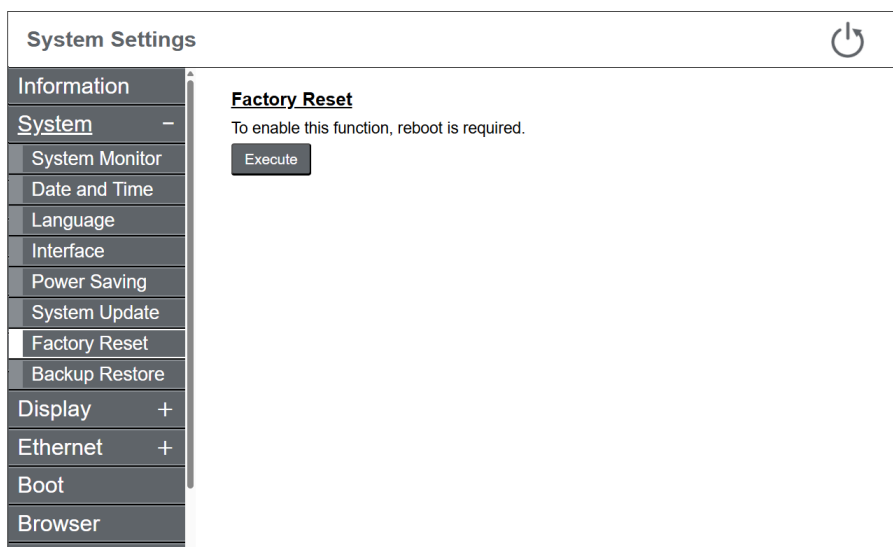 System Settings
Information
System −
System Monitor
Date and Time
Language
Interface
Power Saving
System Update
Factory Reset
Backup Restore
Display +
Ethernet +
Boot
Browser
Factory Reset
To enable this function, reboot is required.
Execute